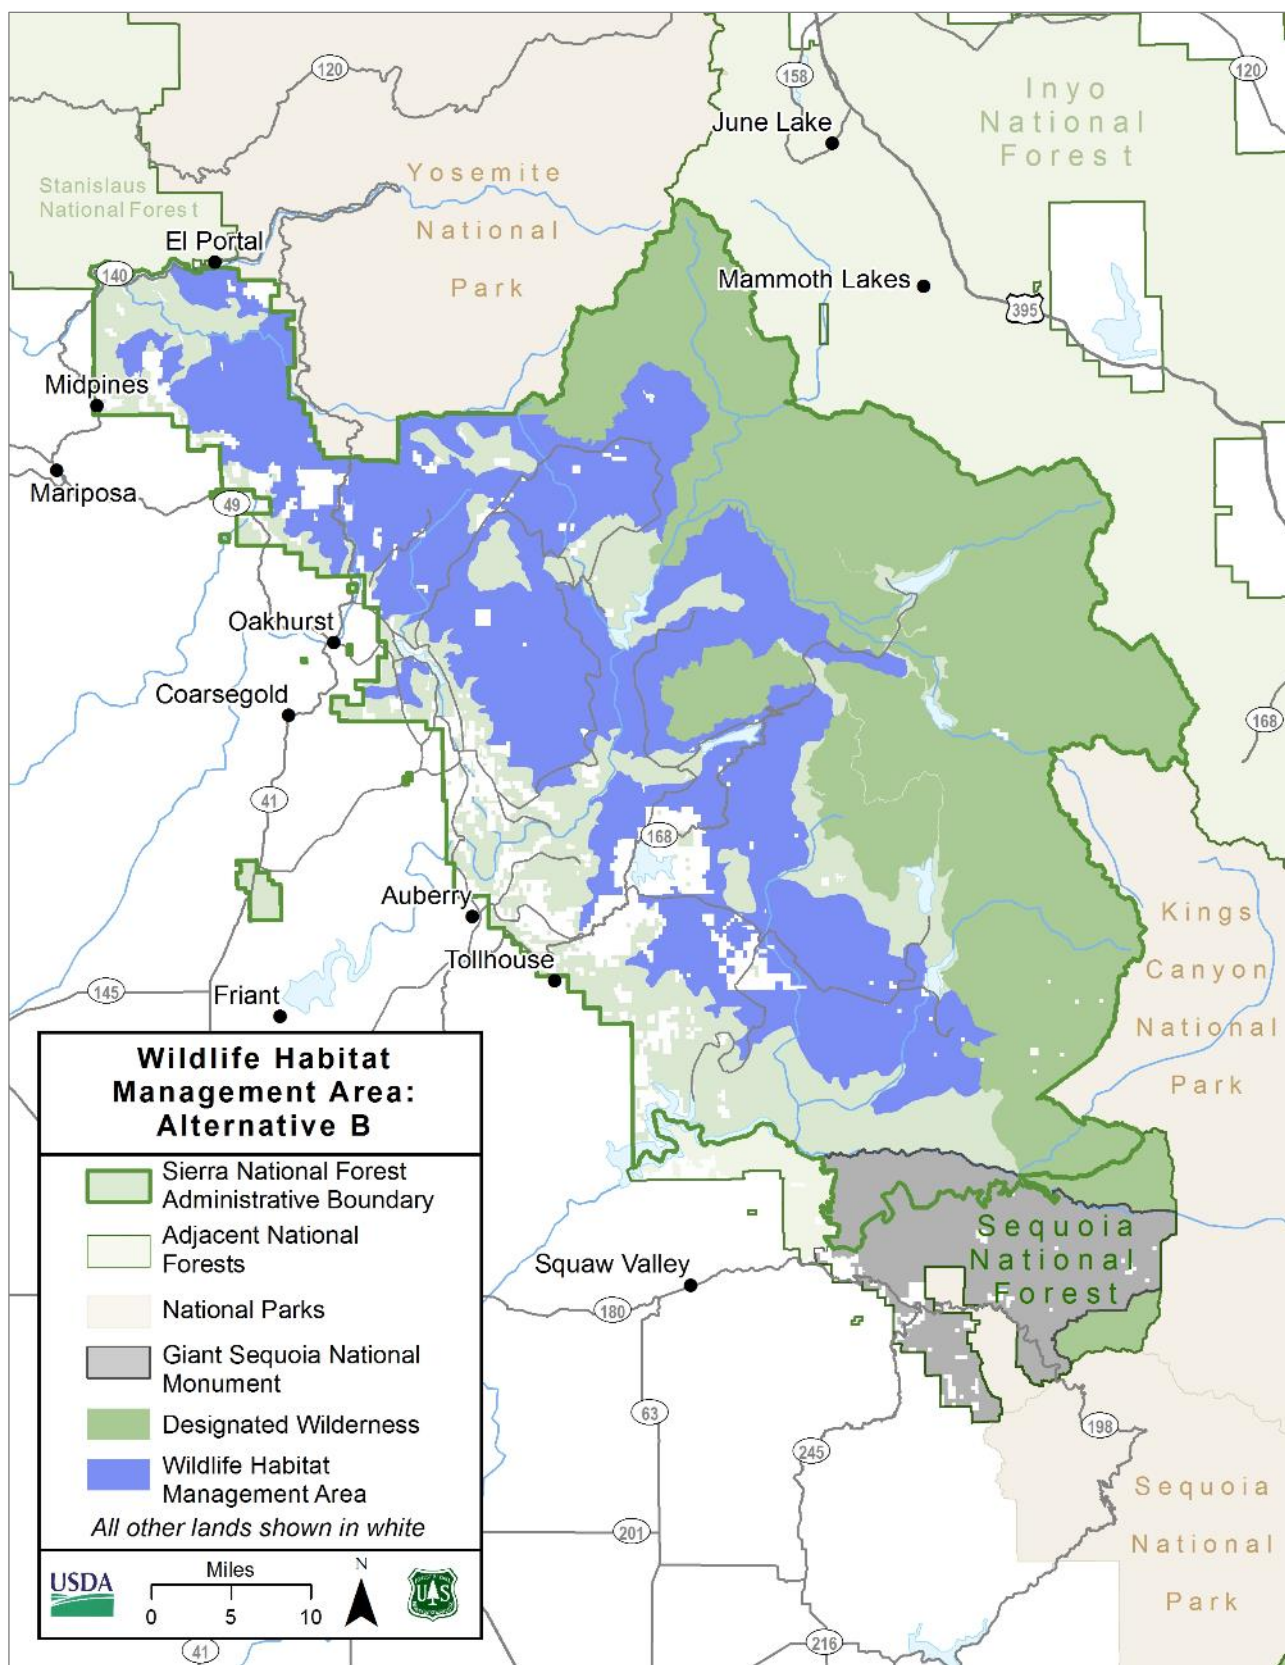 120
158
120
Inyo
National
Forest
June Lake
Yosemite
National
Park
Stanislaus
National Forest
El Portal
140
Mammoth Lakes
395
Midpines
Mariposa
49
Oakhurst
Coarsegold
168
41
168
Auberry
Kings
Canyon
National
Park
Tollhouse
145
Friant
Wildlife Habitat
Management Area:
Alternative B
Sierra National Forest
Administrative Boundary
Adjacent National
Forests
National Parks
Giant Sequoia National
Monument
Designated Wilderness
Wildlife Habitat
Management Area
All other lands shown in white
USDA
Miles
0 5 10
N
U S
Sequoia
National
Forest
Squaw Valley
180
63
198
245
Sequoia
National
Park
201
216
41